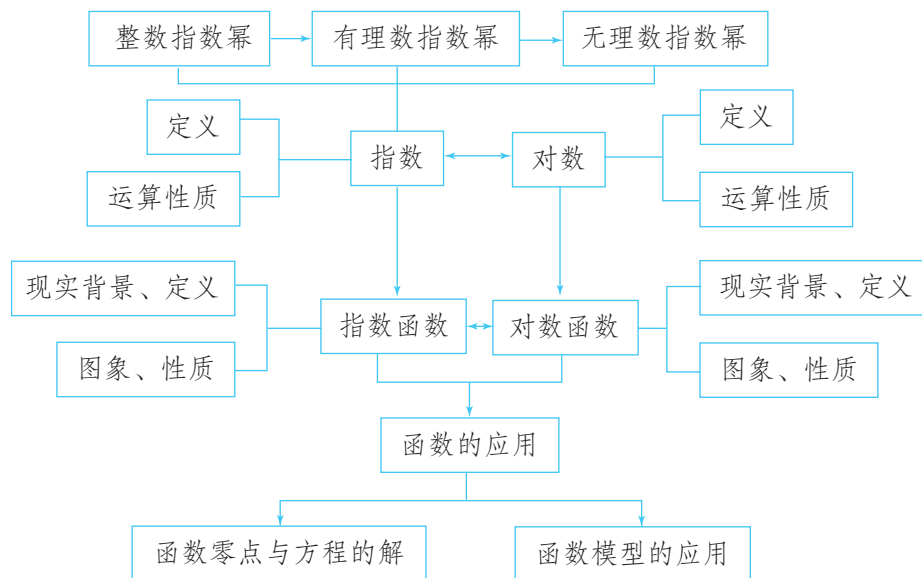 整数指数幂
有理数指数幂
无理数指数幂
定义
定义
指数
对数
运算性质
运算性质
现实背景、定义
现实背景、定义
指数函数
对数函数
图象、性质
图象、性质
函数的应用
函数零点与方程的解
函数模型的应用